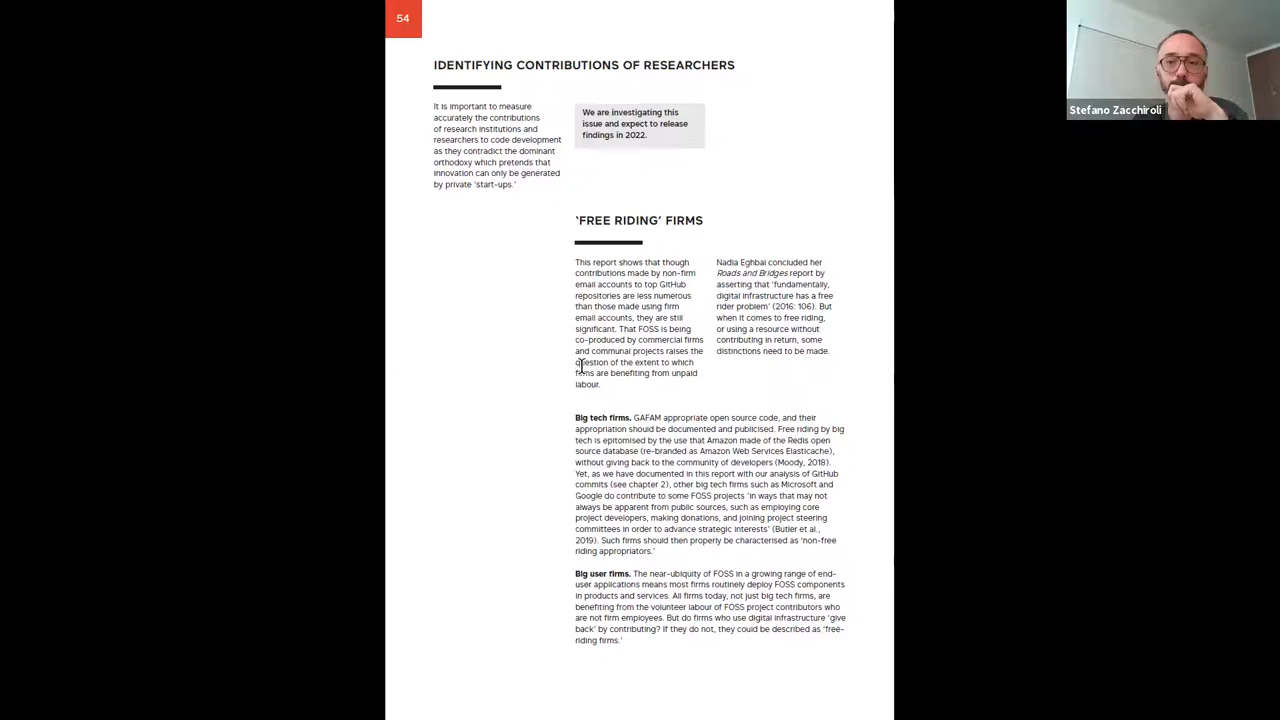 54
IDENTIFYING CONTRIBUTIONS OF RESEARCHERS
It is important to measure
accurately the contributions
of research institutions and
researchers to code development
as they contradict the dominant
orthodoxy which pretends that
innovation can only be generated
by private ‘start-ups.’
We are investigating this
issue and expect to release
findings in 2022.
‘FREE RIDING’ FIRMS
This report shows that though
contributions made by non-firm
email accounts to top GitHub
repositories are less numerous
than those made using firm
email accounts, they are still
significant. That FOSS is being
co-produced by commercial firms
and communal projects raises the
question of the extent to which
firms are benefiting from unpaid
labour.
Nadia Eghbal concluded her
Roads and Bridges report by
asserting that ‘fundamentally,
digital infrastructure has a free
rider problem’ (2016: 106). But
when it comes to free riding,
or using a resource without
contributing in return, some
distinctions need to be made.
Big tech firms. GAFAM appropriate open source code, and their
appropriation should be documented and publicised. Free riding by big
tech is epitomised by the use that Amazon made of the Redis open
source database (re-branded as Amazon Web Services Elasticache),
without giving back to the community of developers (Moody, 2018).
Yet, as we have documented in this report with our analysis of GitHub
commits (see chapter 2), other big tech firms such as Microsoft and
Google do contribute to some FOSS projects ‘in ways that may not
always be apparent from public sources, such as employing core
project developers, making donations, and joining project steering
committees in order to advance strategic interests’ (Butler et al.,
2019). Such firms should then properly be characterised as ‘non-free
riding appropriators.’
Big user firms. The near-ubiquity of FOSS in a growing range of end-
user applications means most firms routinely deploy FOSS components
in products and services. All firms today, not just big tech firms, are
benefiting from the volunteer labour of FOSS project contributors who
are not firm employees. But do firms who use digital infrastructure ‘give
back’ by contributing? If they do not, they could be described as ‘free-
riding firms.’
Stefano Zacchiroli